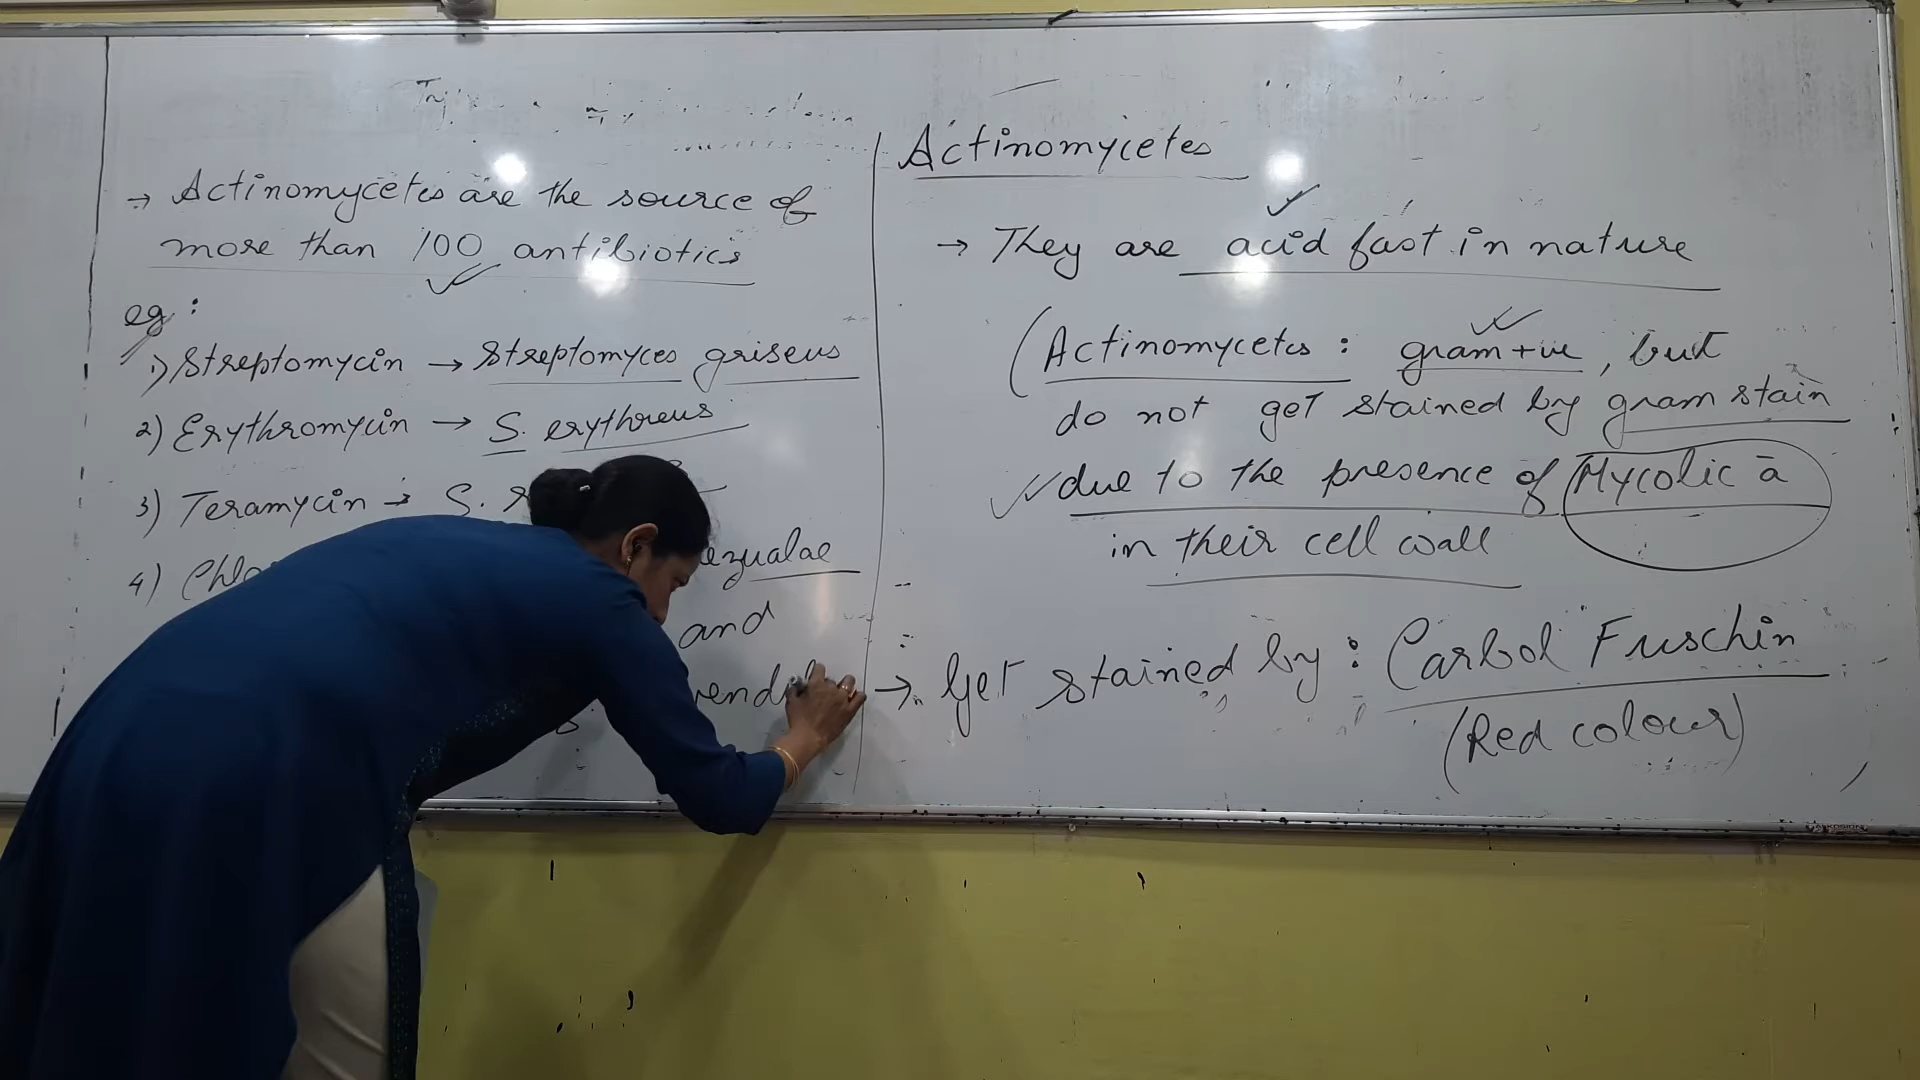 → Actinomycetes are the source of
more than 100 antibiotics
eg:
1) Streptomycin → Streptomyces griseus
2) Erythromycin → S. erythreus
3) Teramycin → S.
4)
and
Actinomycetes
→ They are acid fast in nature
(Actinomycetes: gram +ve, but
do not get stained by gram stain
due to the presence of Mycolic a
in their cell wall
→ Get stained by: Carbol Fuschin
(Red colour)